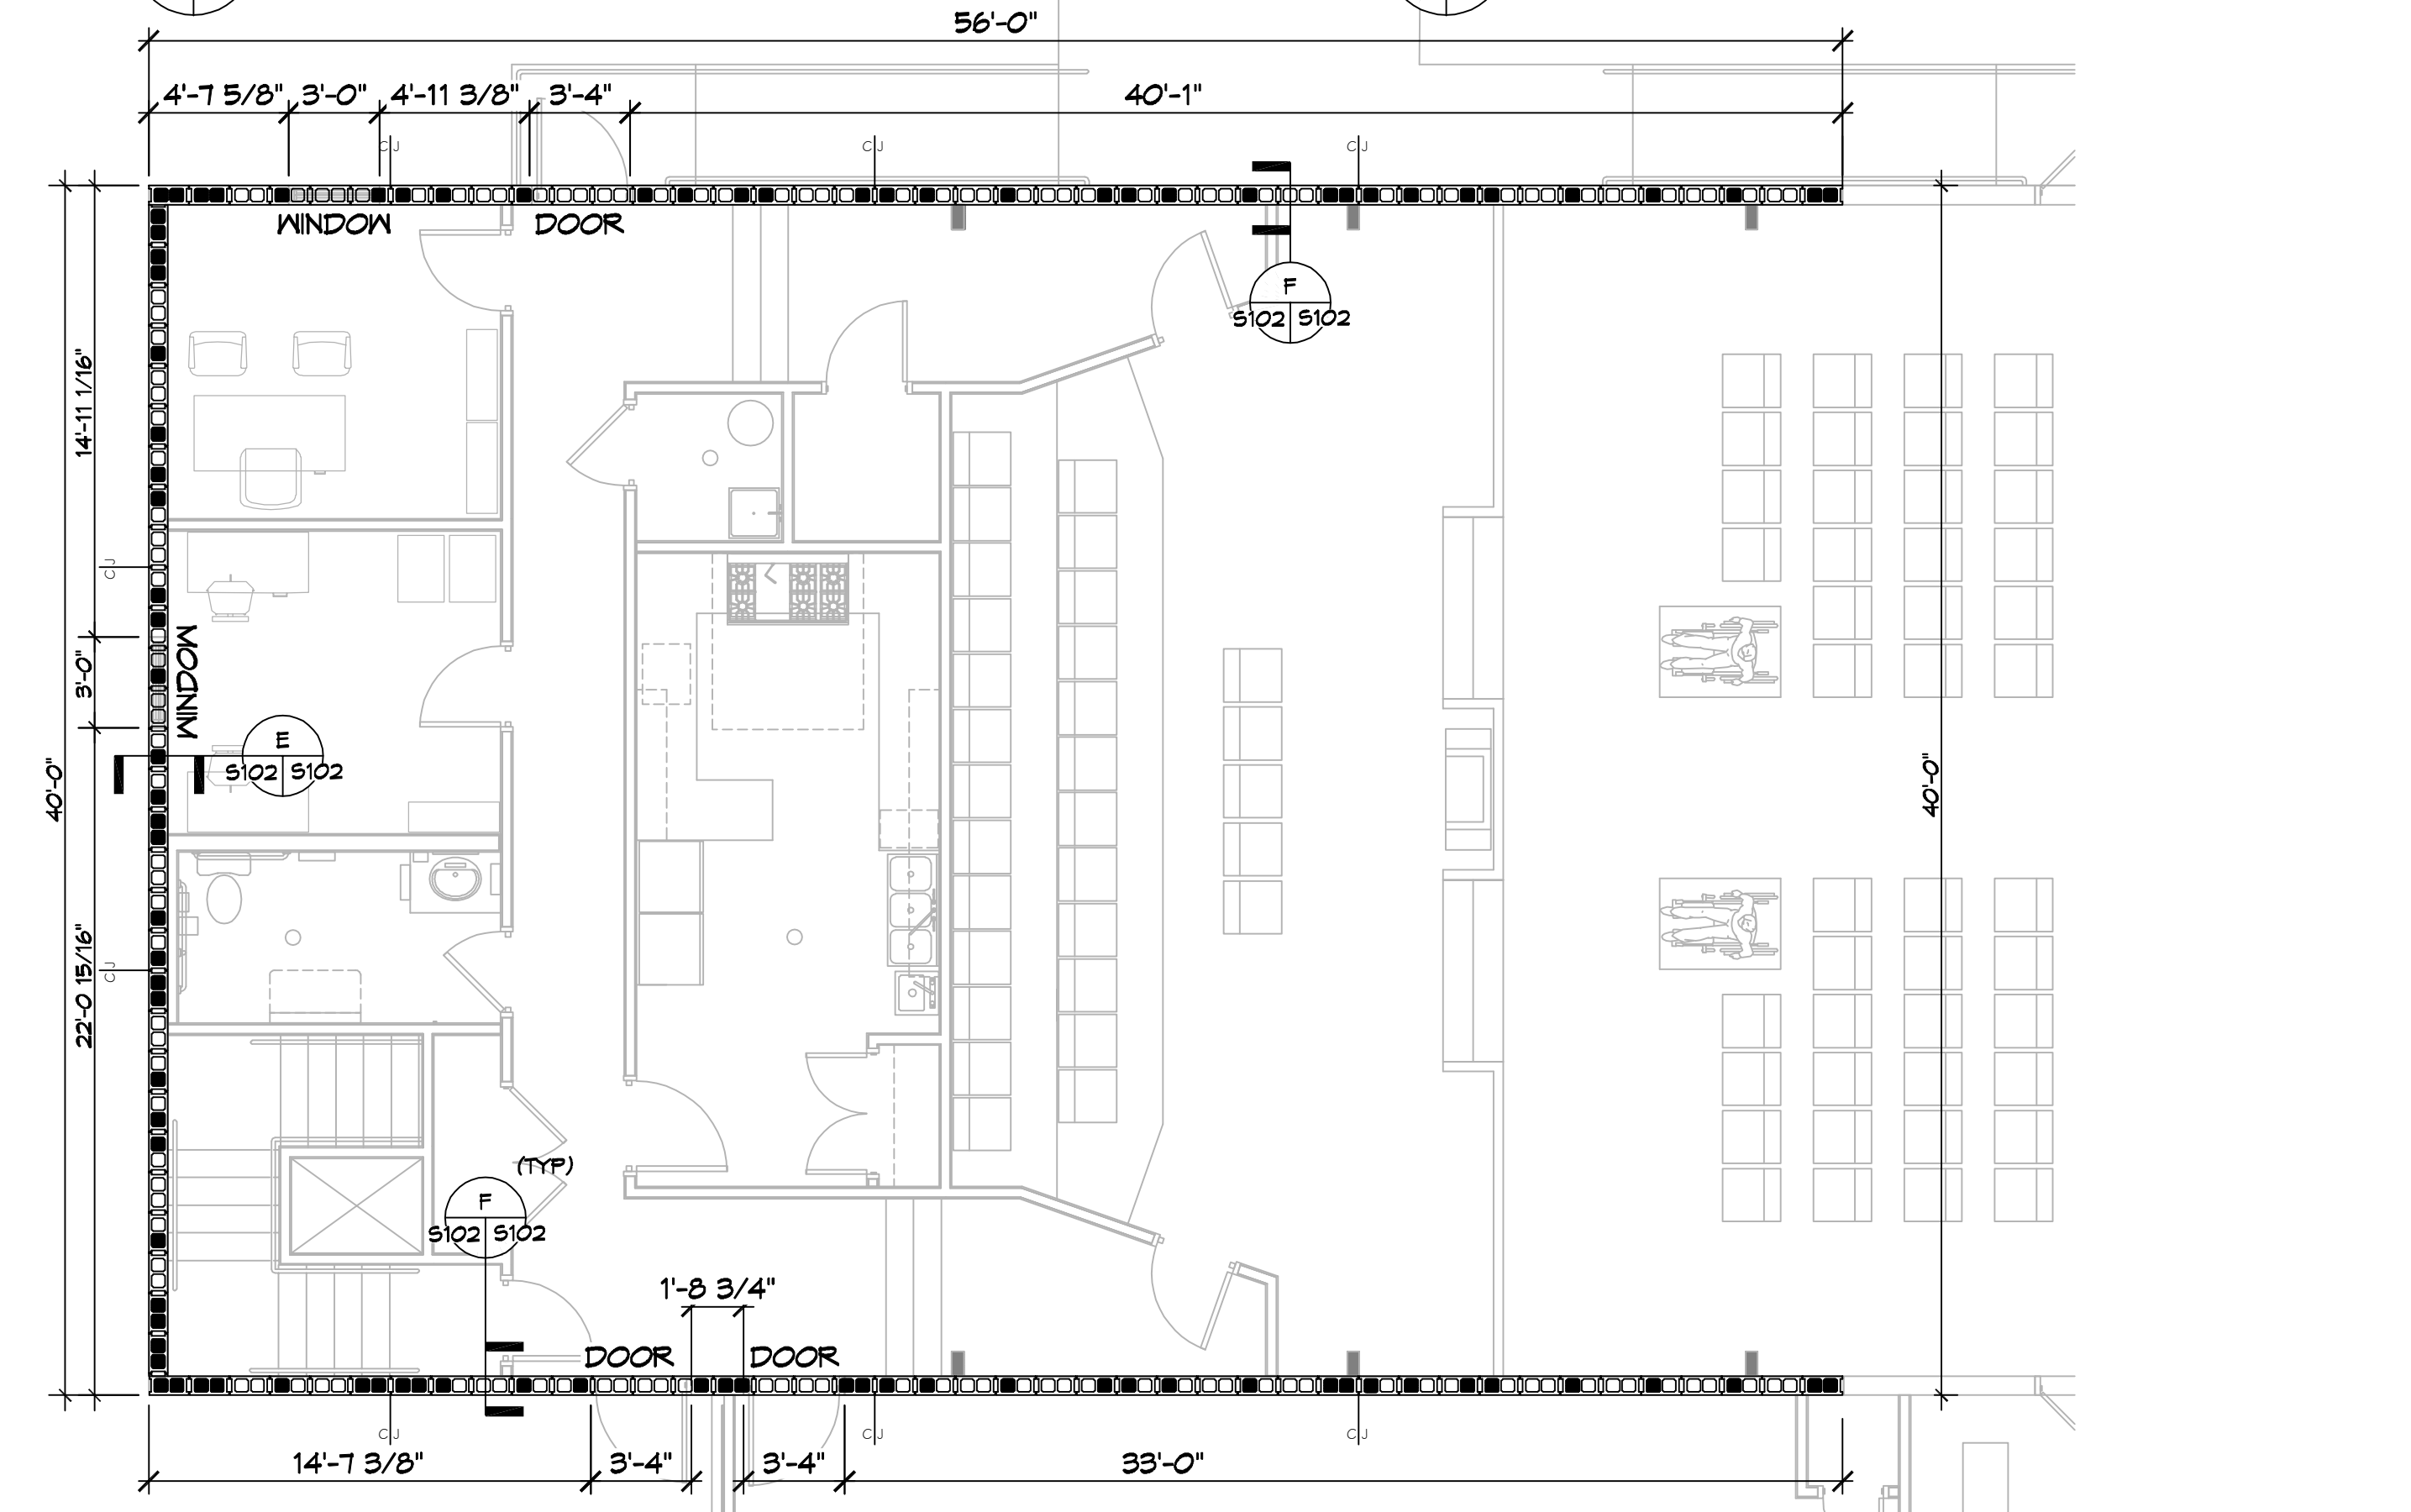 56'-0"
4'-7 5/8" 3'-0" 4'-11 3/8" 3'-4" 40'-1"
CJ CJ CJ
WINDOW DOOR
F
S102 S102
14'-11 1/16"
CJ
3'-0"
WINDOW
40'-0"
E
S102 S102
40'-0"
22'-0 15/16"
CJ
(TYP)
F
S102 S102
1'-8 3/4"
DOOR DOOR
CJ CJ CJ
14'-7 3/8" 3'-4" 3'-4" 33'-0"